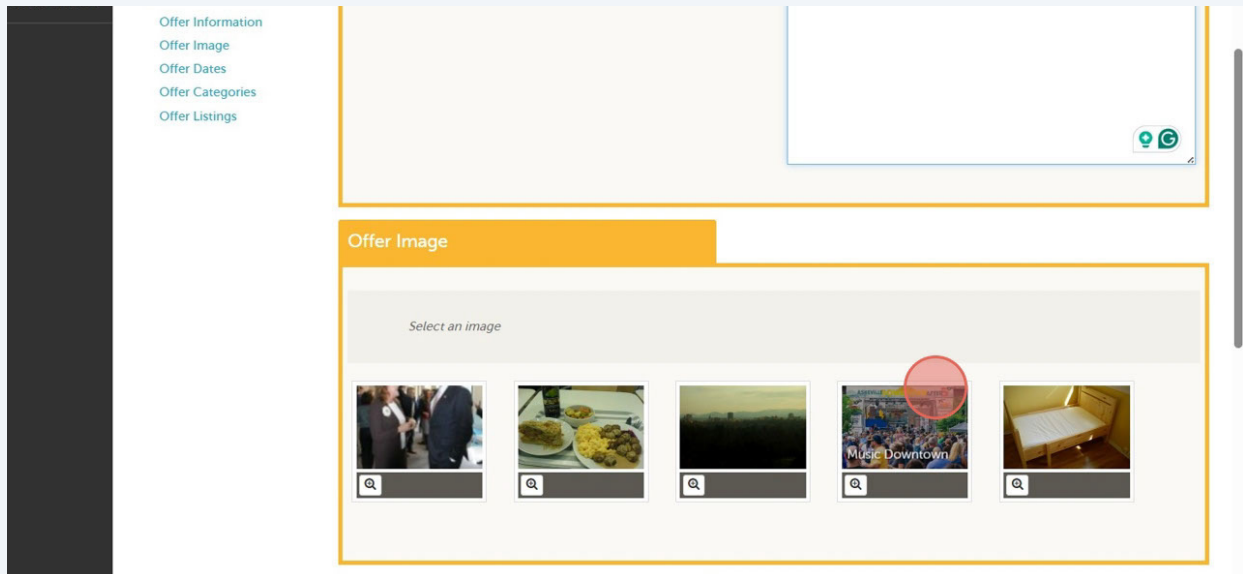 Offer Information
Offer Image
Offer Dates
Offer Categories
Offer Listings
Offer Image
Select an image
Music Downtown